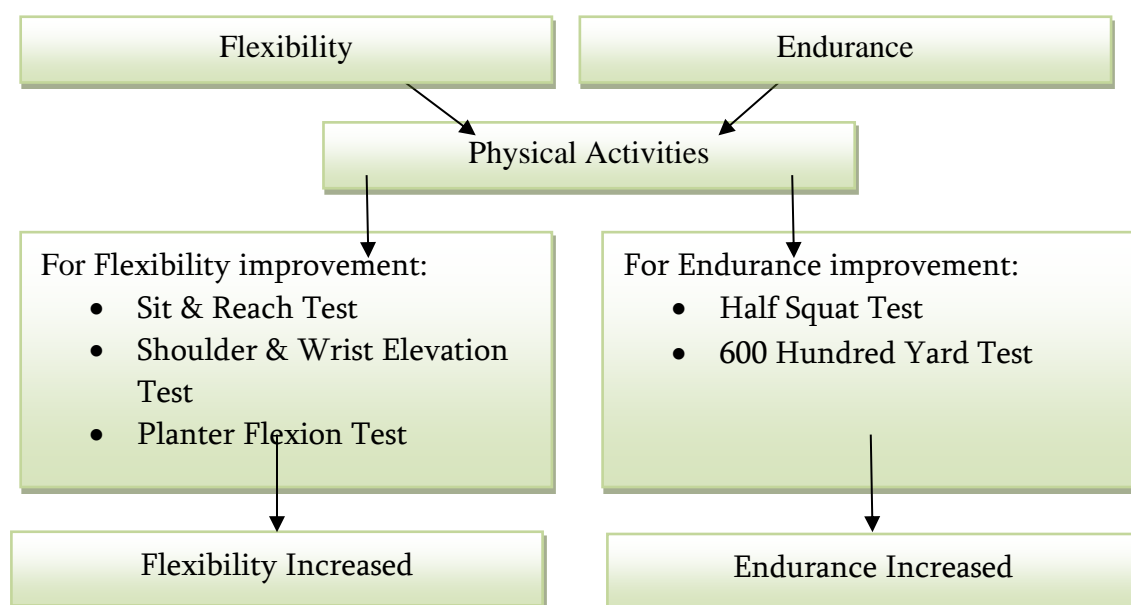 Flexibility
Endurance
Physical Activities
For Flexibility improvement:
• Sit & Reach Test
• Shoulder & Wrist Elevation
Test
• Planter Flexion Test
For Endurance improvement:
• Half Squat Test
• 600 Hundred Yard Test
Flexibility Increased
Endurance Increased